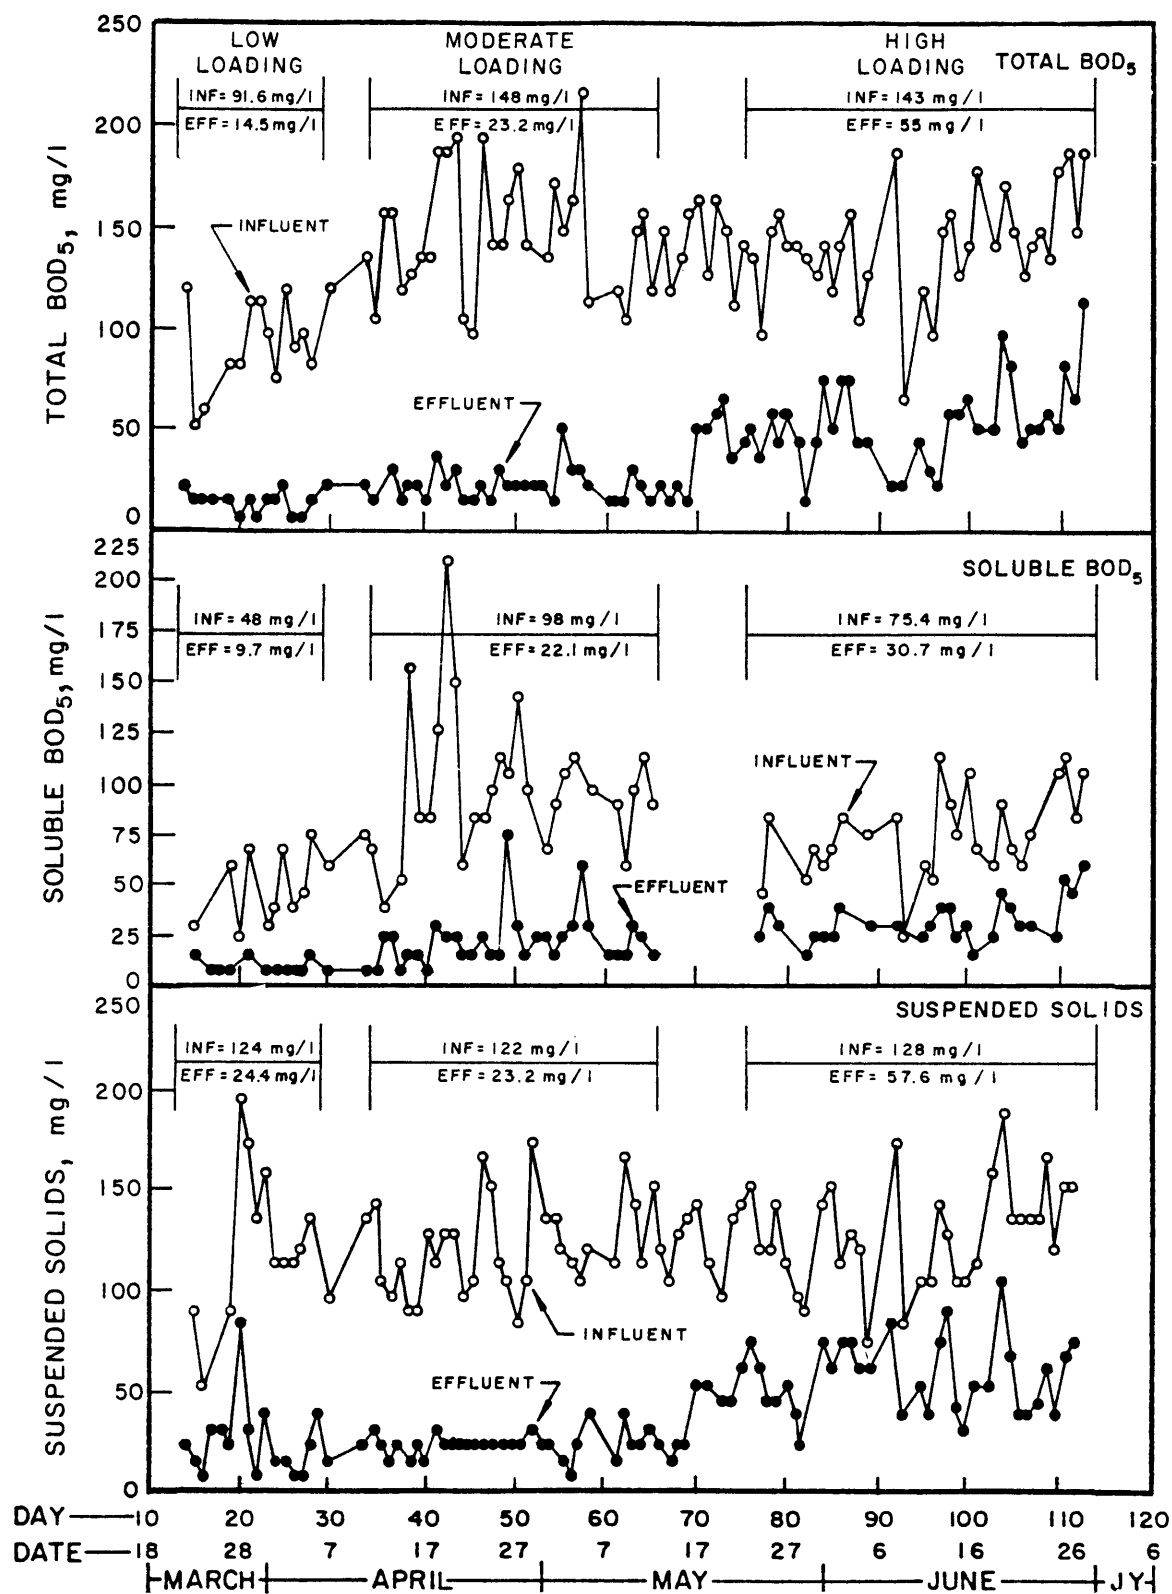 250
LOW
LOADING
MODERATE
LOADING
HIGH
LOADING
TOTAL BOD5
INF=91.6 mg/l
EFF=14.5mg/l
INF=148 mg/l
EFF=23.2mg/l
INF=143 mg/l
EFF=55 mg/l
200
150
100
50
0
TOTAL BOD5, mg/l
INFLUENT
EFFLUENT
SOLUBLE BOD5
225
200
175
150
125
100
75
50
25
0
SOLUBLE BOD5, mg/l
INF=48 mg/l
EFF=9.7 mg/l
INF=98 mg/l
EFF=22.1 mg/l
INF=75.4 mg/l
EFF= 30.7 mg/l
INFLUENT
EFFLUENT
SUSPENDED SOLIDS
250
200
150
100
50
0
SUSPENDED SOLIDS, mg/l
INF=124 mg/l
EFF=24.4 mg/l
INF=122 mg/l
EFF=23.2 mg/l
INF=128 mg/l
EFF=57.6 mg/l
INFLUENT
EFFLUENT
DAY 10 20 30 40 50 60 70 80 90 100 110 120
DATE 18 28 7 17 27 7 17 27 6 16 26 6
MARCH APRIL MAY JUNE JY